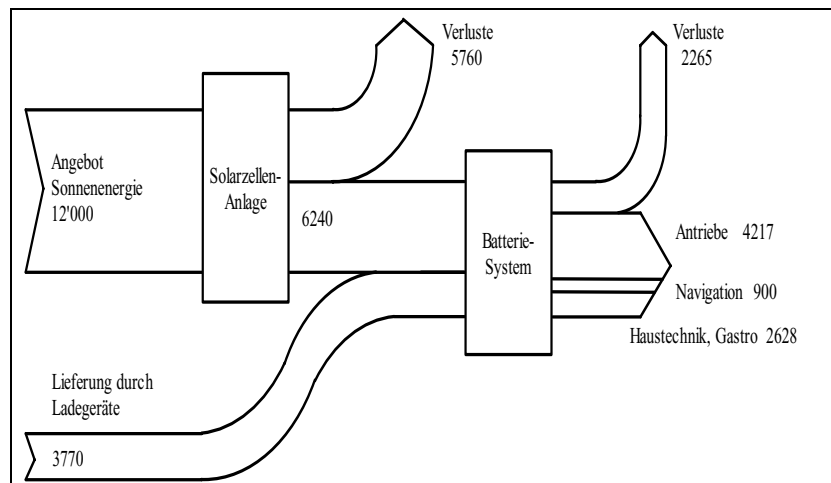 Verluste
5760
Verluste
2265
Angebot
Sonnenenergie
12'000
Solarzellen-
Anlage
6240
Batterie-
System
Antriebe 4217
Navigation 900
Haustechnik, Gastro 2628
Lieferung durch
Ladegeräte
3770